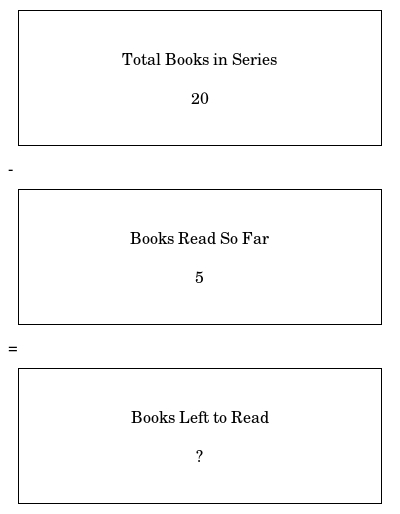 Total Books in Series
20
-
Books Read So Far
5
=
Books Left to Read
?